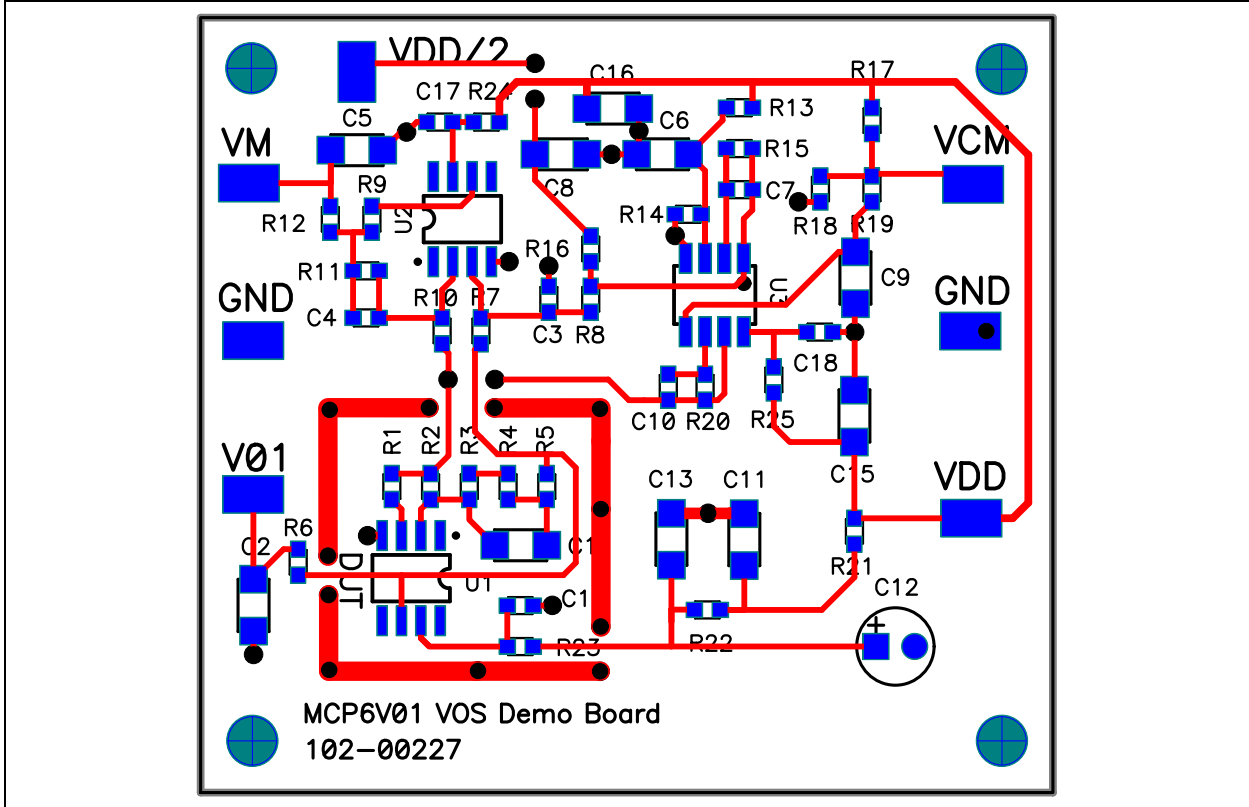 VDD/2
C16
R17
C17 R24
R13
C5
C6
VM
VCM
R15
R9
C8
C7
R12
U2
R14
R18
R19
R16
R11
C9
GND
R10
R7
U3
GND
C4
C3
R8
C18
C10
R20
R25
R1
R2
R3
R4
R5
V01
C13
C11
C15
VDD
R6
C2
C1
R21
DUT
U1
C12
C1
+
R23
R22
MCP6V01 VOS Demo Board
102-00227